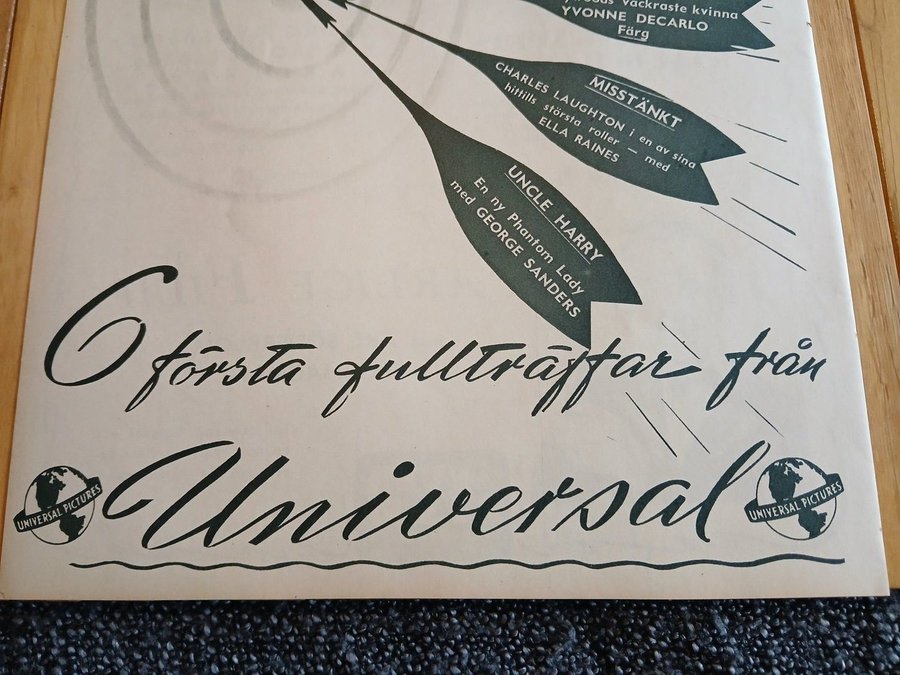 vackraste kvinna
YVONNE DECARLO
Färg
MISSTÄNKT
CHARLES LAUGHTON i en av sina
hittills största roller — med
ELLA RAINES
UNCLE HARRY
En ny Phantom Lady
med GEORGE SANDERS
6 första fullträffar från
Universal
UNIVERSAL PICTURES
UNIVERSAL PICTURES